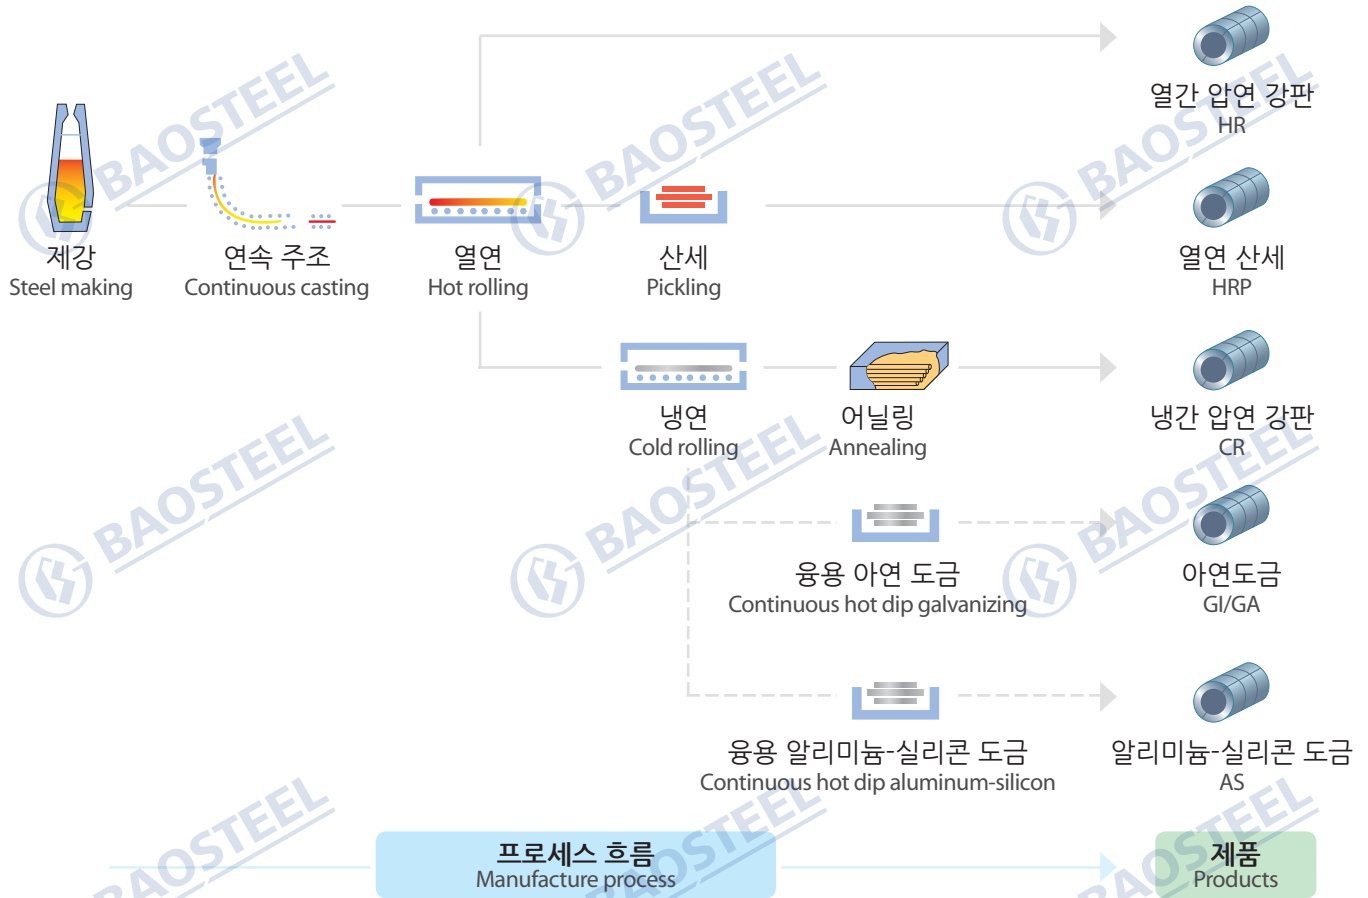 열간 압연 강판
HR
제강
Steel making
연속 주조
Continuous casting
열연
Hot rolling
산세
Pickling
열연 산세
HRP
냉연
Cold rolling
어닐링
Annealing
냉간 압연 강판
CR
융용 아연 도금
Continuous hot dip galvanizing
아연도금
GI/GA
융용 알리미늄-실리콘 도금
Continuous hot dip aluminum-silicon
알리미늄-실리콘 도금
AS
프로세스 흐름
Manufacture process
제품
Products
BAOSTEEL
BAOSTEEL
BAOSTEEL
BAOSTEEL
BAOSTEEL
BAOSTEEL
BAOSTEEL
BAOSTEEL
BAOSTEEL